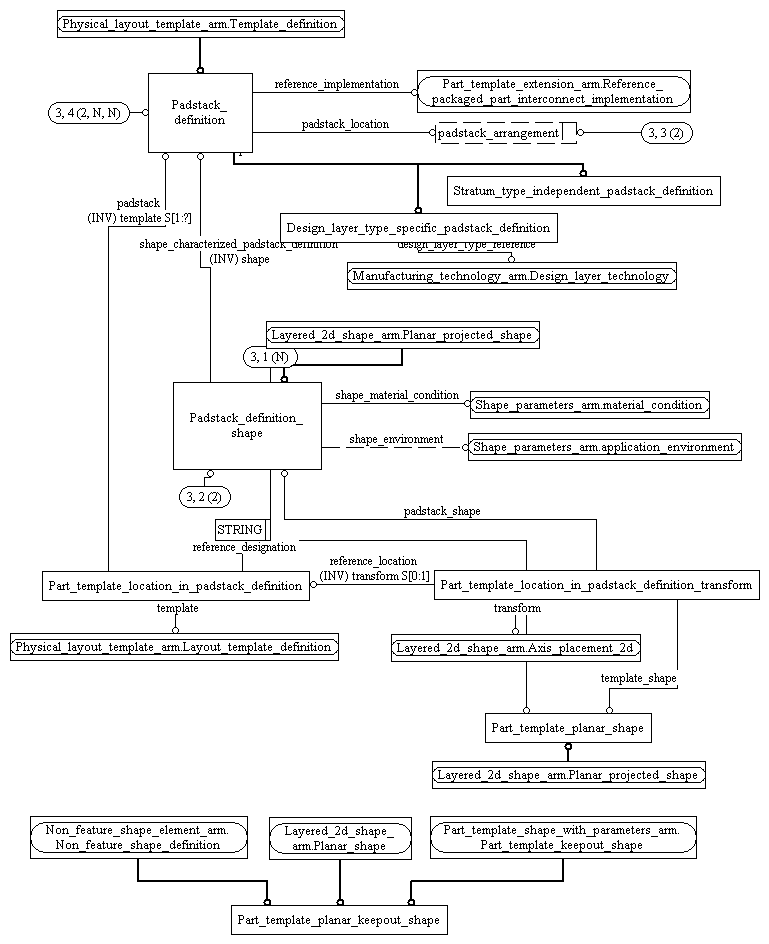 Physical_layout_template_arm.Template_definition
3, 4 (2, N, N)
Padstack_
definition
reference_implementation
Part_template_extension_arm.Reference_
packaged_part_interconnect_implementation
padstack_location
padstack_arrangement
3, 3 (2)
Stratum_type_independent_padstack_definition
padstack
(INV) template S[1:?]
Design_layer_type_specific_padstack_definition
shape_characterized_padstack_definition
(INV) shape
design_layer_type_reference
Manufacturing_technology_arm.Design_layer_technology
Layered_2d_shape_arm.Planar_projected_shape
3, 1 (N)
Padstack_definition_
shape
shape_material_condition
Shape_parameters_arm.material_condition
shape_environment
Shape_parameters_arm.application_environment
3, 2 (2)
padstack_shape
STRING
reference_designation
reference_location
(INV) transform S[0:1]
Part_template_location_in_padstack_definition
Part_template_location_in_padstack_definition_transform
template
transform
Physical_layout_template_arm.Layout_template_definition
Layered_2d_shape_arm.Axis_placement_2d
template_shape
Part_template_planar_shape
Layered_2d_shape_arm.Planar_projected_shape
Non_feature_shape_element_arm.
Non_feature_shape_definition
Layered_2d_shape_
arm.Planar_shape
Part_template_shape_with_parameters_arm.
Part_template_keepout_shape
Part_template_planar_keepout_shape